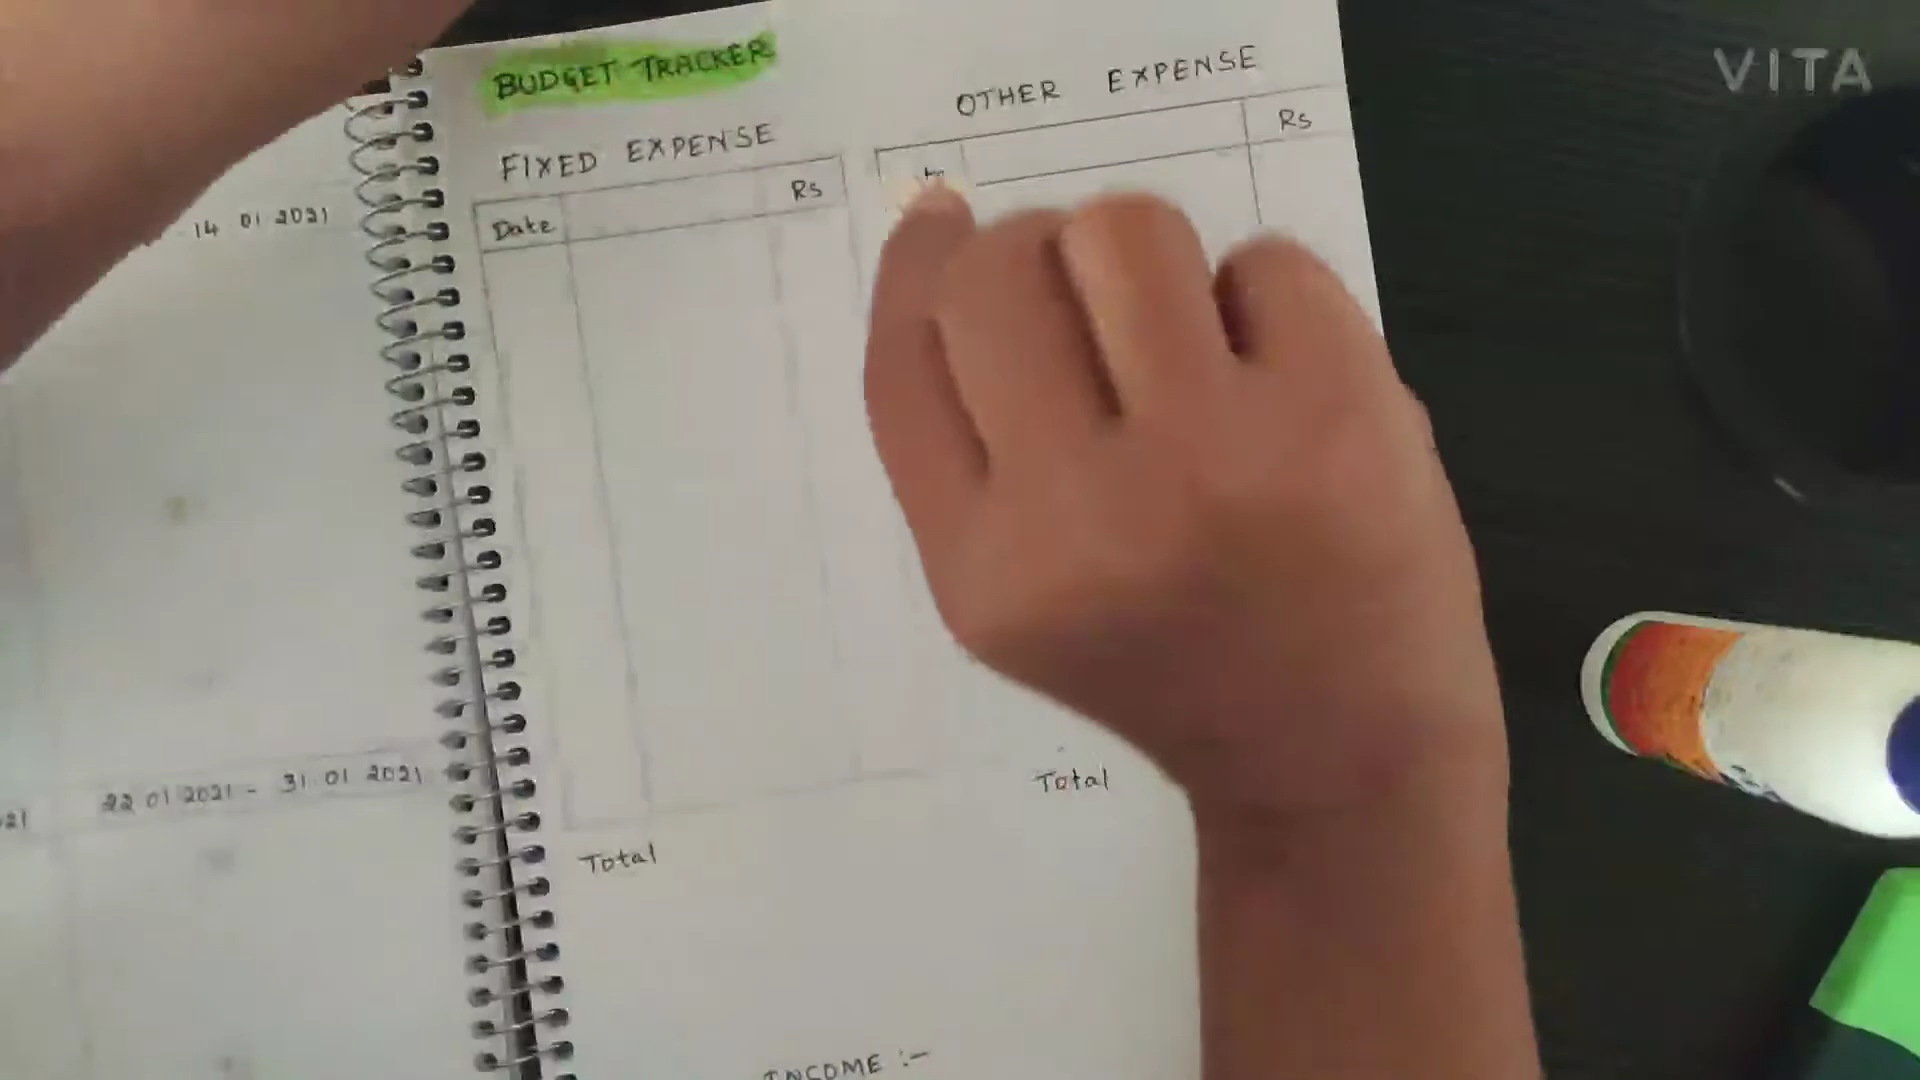 VITA
14 01 2021
22 01 2021 - 31 01 2021
BUDGET TRACKER
FIXED EXPENSE
Rs
Date
Total
OTHER EXPENSE
Rs
Total
INCOME :-